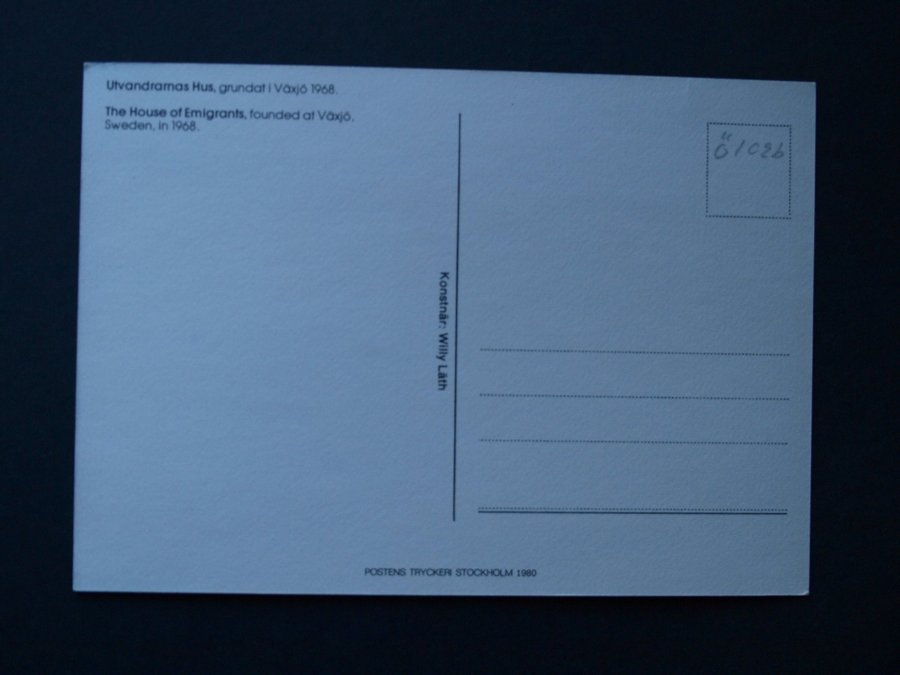 Utvandrarnas Hus, grundat i Växjö 1968.
The House of Emigrants, founded at Växjö,
Sweden, in 1968.
Konstnär: Willy Läth
Ö 1026
POSTENS TRYCKERI STOCKHOLM 1980